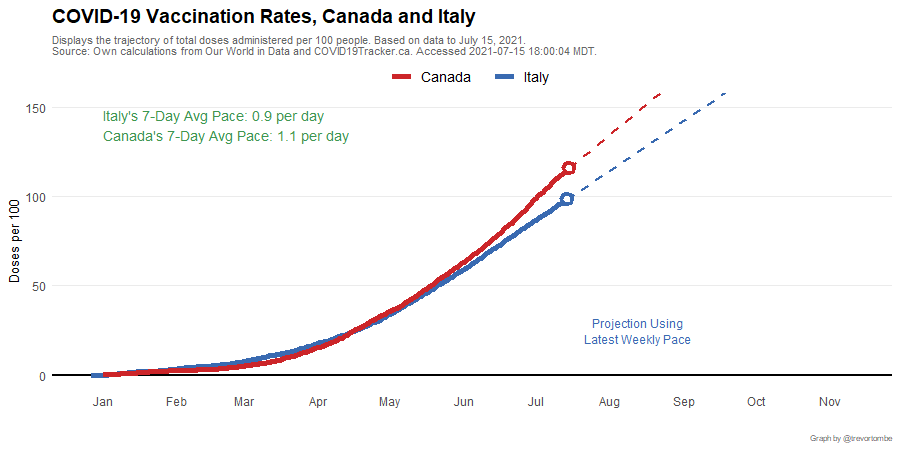 COVID-19 Vaccination Rates, Canada and Italy
Displays the trajectory of total doses administered per 100 people. Based on data to July 15, 2021.
Source: Own calculations from Our World in Data and COVID19Tracker.ca. Accessed 2021-07-15 18:00:04 MDT.
Canada Italy
150
Italy's 7-Day Avg Pace: 0.9 per day
Canada's 7-Day Avg Pace: 1.1 per day
100
Doses per 100
50
Projection Using
Latest Weekly Pace
0
Jan Feb Mar Apr May Jun Jul Aug Sep Oct Nov
Graph by @trevortombe